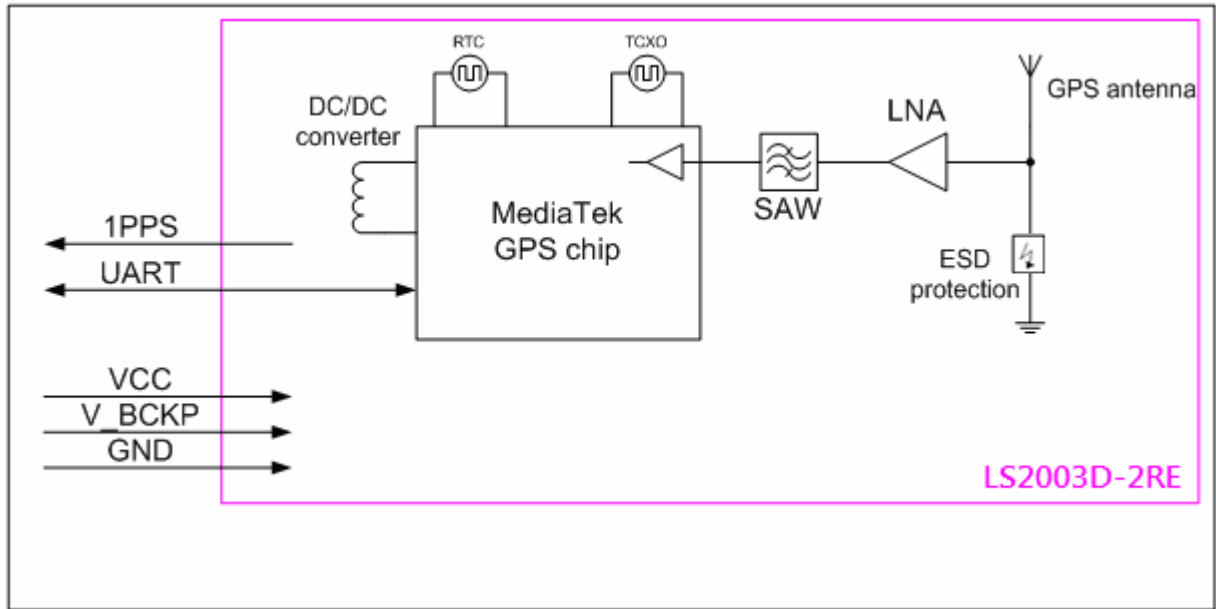 RTC
TCXO
DC/DC
converter
GPS antenna
LNA
SAW
MediaTek
GPS chip
1PPS
UART
ESD
protection
VCC
V_BCKP
GND
LS2003D-2RE